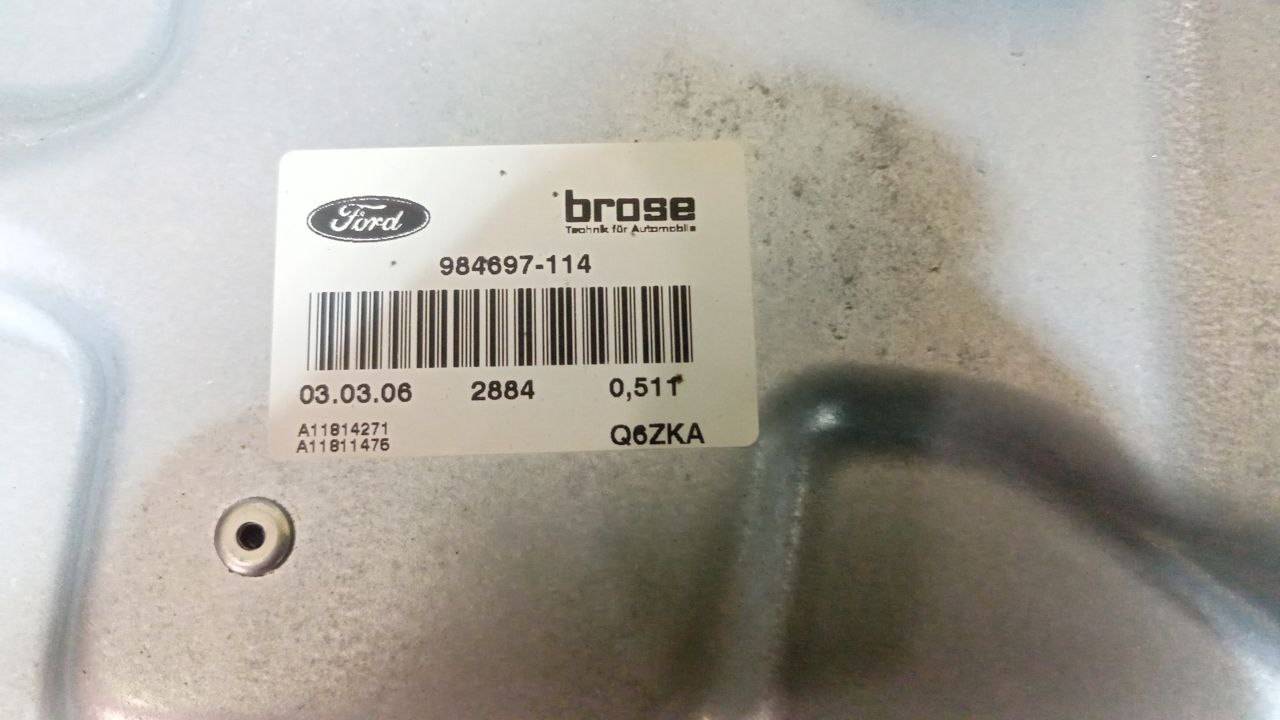 Ford
brose
Technik für Automobile
984697-114
03.03.06 2884 0,511
A11814271
A11811476
Q6ZKA